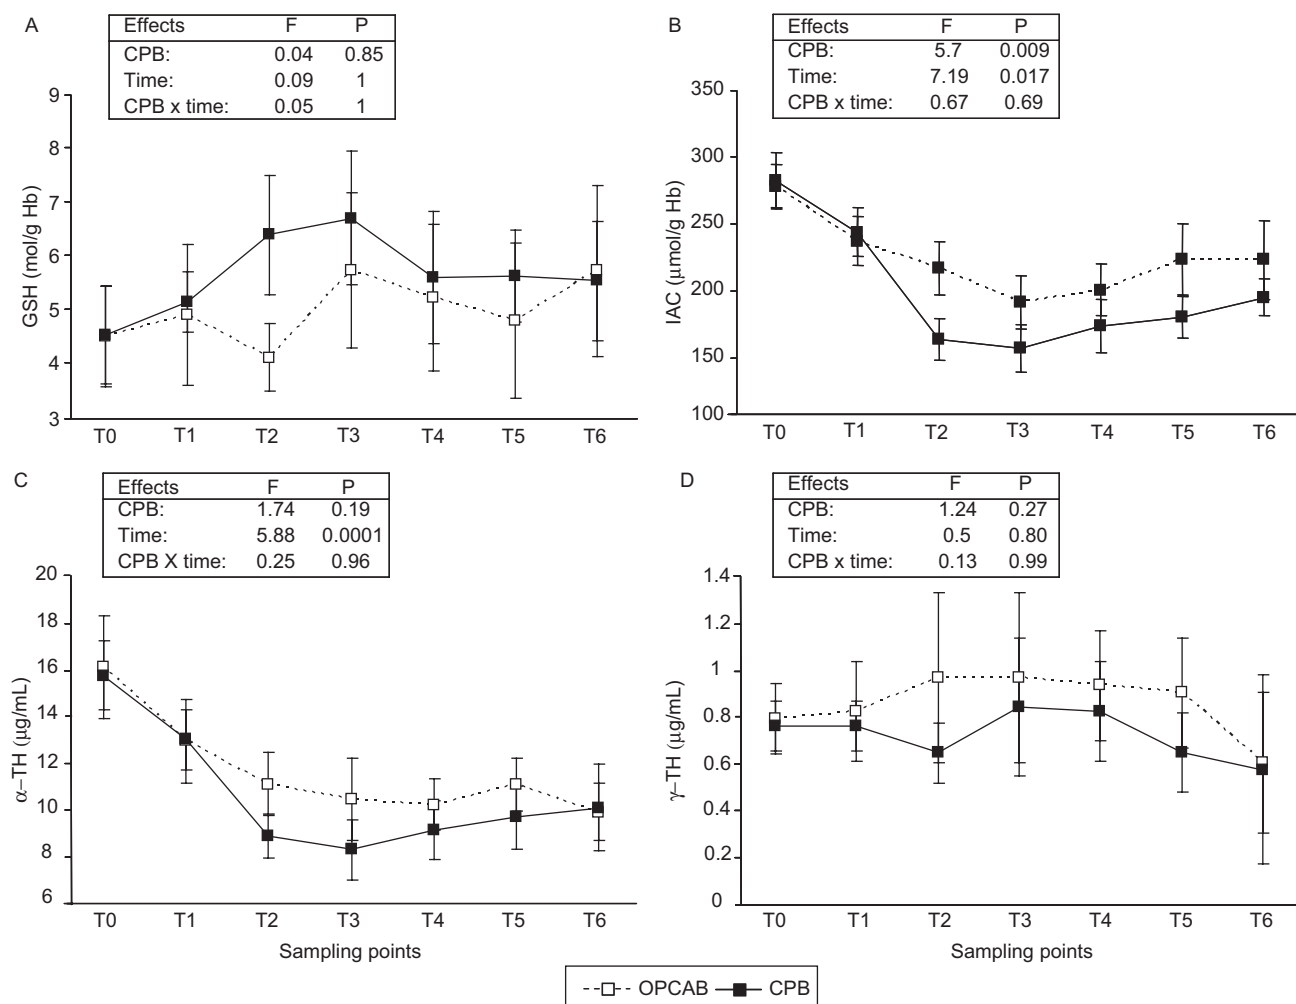 A
Effects F P
CPB: 0.04 0.85
Time: 0.09 1
CPB x time: 0.05 1
GSH (mol/g Hb)
9
8
7
6
5
4
3
T0 T1 T2 T3 T4 T5 T6
B
Effects F P
CPB: 5.7 0.009
Time: 7.19 0.017
CPB x time: 0.67 0.69
IAC (μmol/g Hb)
350
300
250
200
150
100
T0 T1 T2 T3 T4 T5 T6
C
Effects F P
CPB: 1.74 0.19
Time: 5.88 0.0001
CPB X time: 0.25 0.96
α–TH (μg/mL)
20
18
16
14
12
10
8
6
T0 T1 T2 T3 T4 T5 T6
Sampling points
D
Effects F P
CPB: 1.24 0.27
Time: 0.5 0.80
CPB x time: 0.13 0.99
γ–TH (μg/mL)
1.4
1.2
1
0.8
0.6
0.4
0.2
0
T0 T1 T2 T3 T4 T5 T6
Sampling points
OPCAB CPB